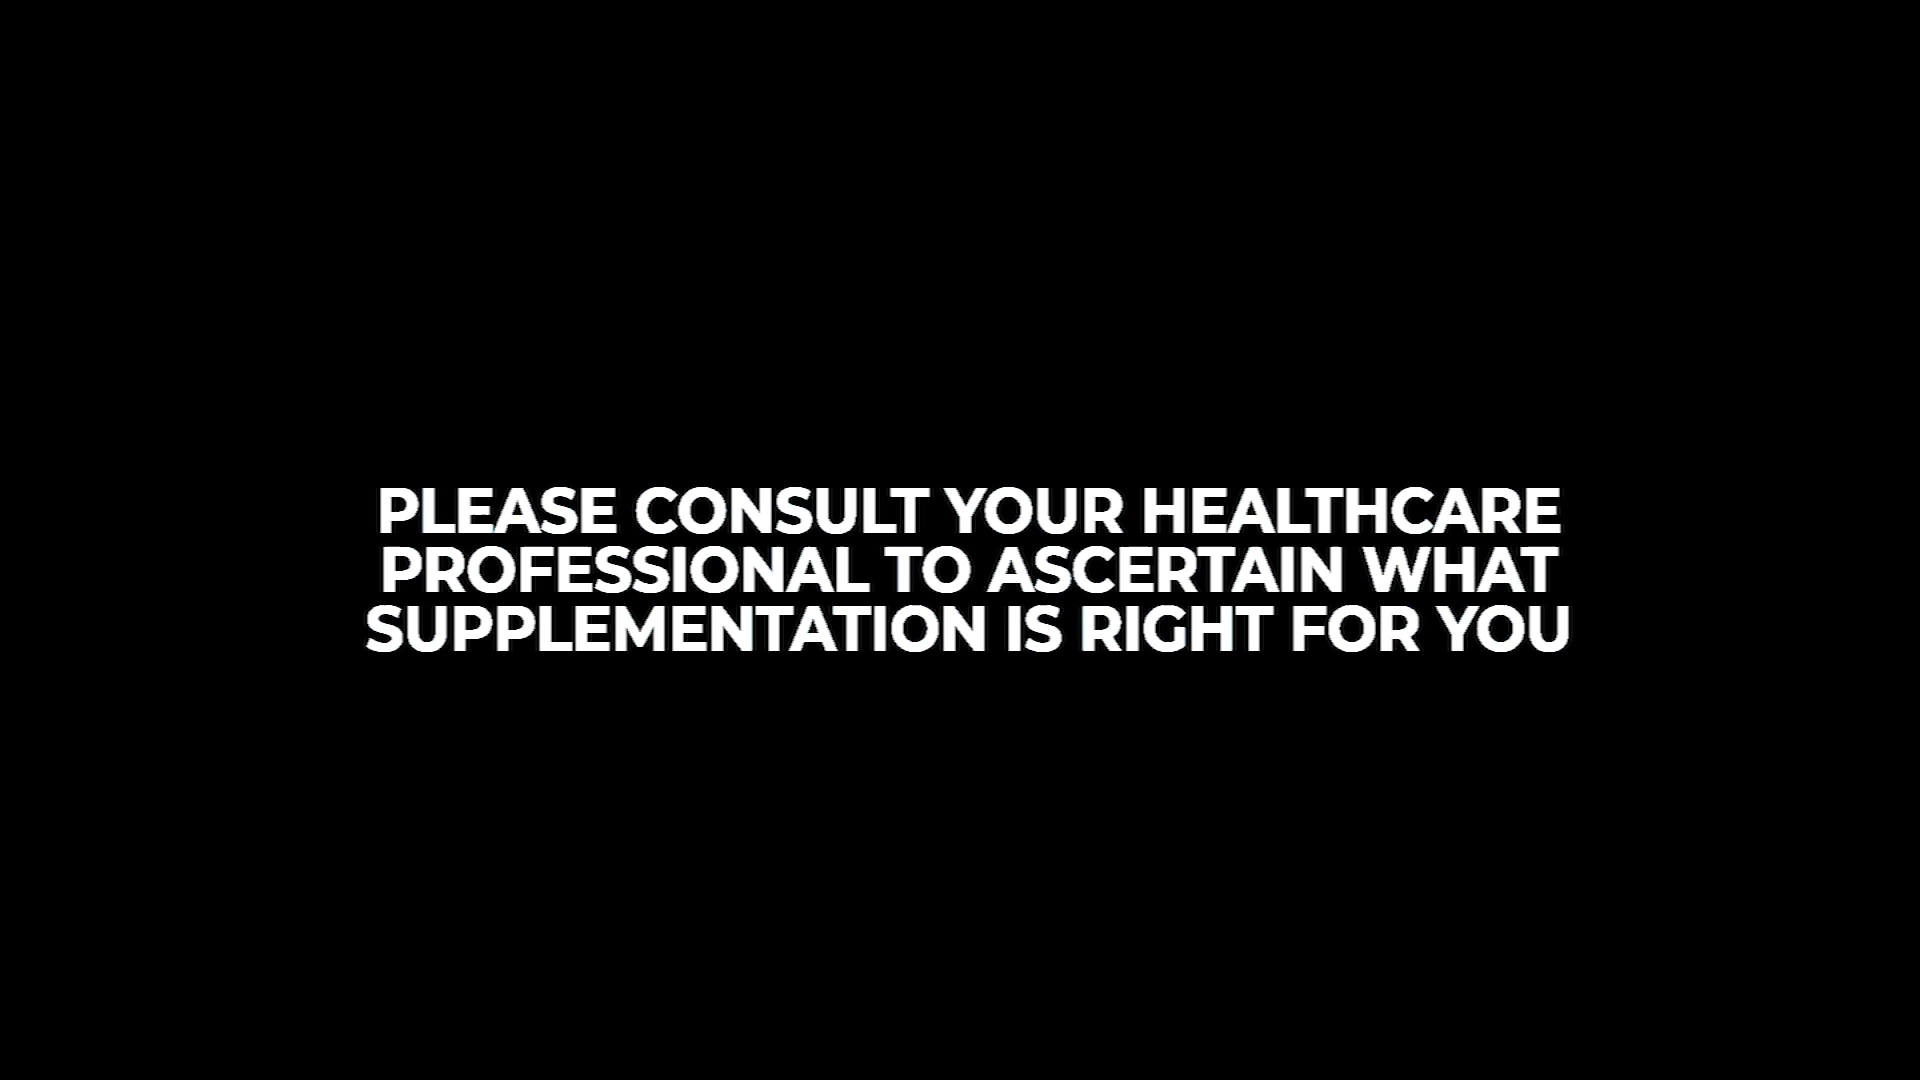 PLEASE CONSULT YOUR HEALTHCARE
PROFESSIONAL TO ASCERTAIN WHAT
SUPPLEMENTATION IS RIGHT FOR YOU